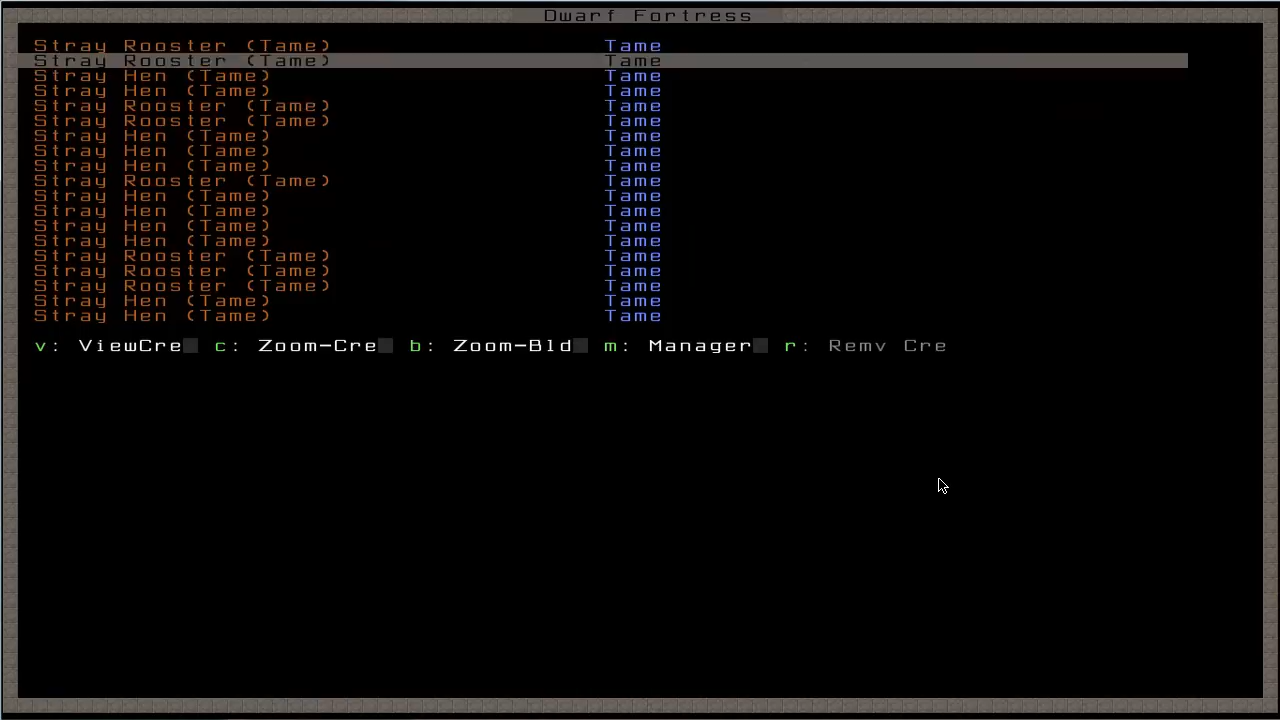 Dwarf Fortress
Stray Rooster (Tame) Tame
Stray Rooster (Tame) Tame
Stray Hen (Tame) Tame
Stray Hen (Tame) Tame
Stray Rooster (Tame) Tame
Stray Rooster (Tame) Tame
Stray Hen (Tame) Tame
Stray Hen (Tame) Tame
Stray Hen (Tame) Tame
Stray Rooster (Tame) Tame
Stray Hen (Tame) Tame
Stray Hen (Tame) Tame
Stray Hen (Tame) Tame
Stray Hen (Tame) Tame
Stray Rooster (Tame) Tame
Stray Rooster (Tame) Tame
Stray Rooster (Tame) Tame
Stray Hen (Tame) Tame
Stray Hen (Tame) Tame
v: ViewCre c: Zoom-Cre b: Zoom-Bld m: Manager r: Remv Cre